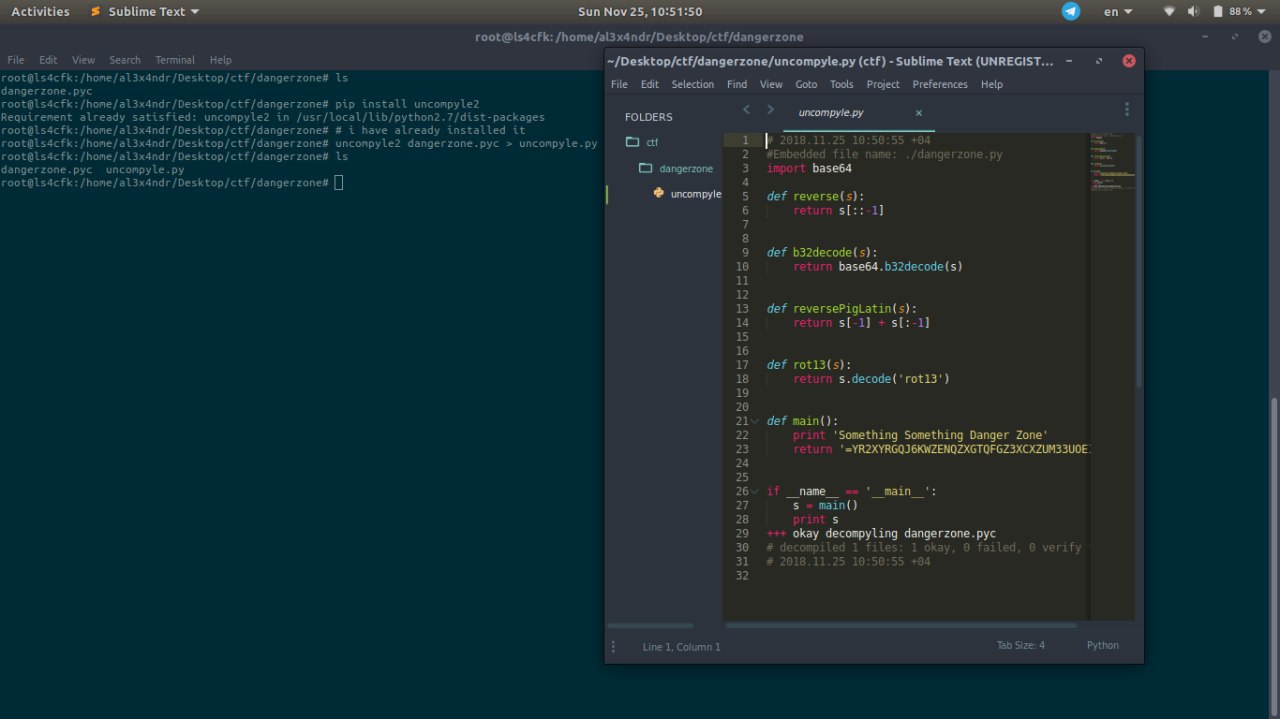 Activities Sublime Text Sun Nov 25, 10:51:50 en 88 %
root@ls4cfk: /home/al3x4ndr/Desktop/ctf/dangerzone
File Edit View Search Terminal Help
root@ls4cfk:/home/al3x4ndr/Desktop/ctf/dangerzone# ls
dangerzone.pyc
root@ls4cfk:/home/al3x4ndr/Desktop/ctf/dangerzone# pip install uncompyle2
Requirement already satisfied: uncompyle2 in /usr/local/lib/python2.7/dist-packages
root@ls4cfk:/home/al3x4ndr/Desktop/ctf/dangerzone# # i have already installed it
root@ls4cfk:/home/al3x4ndr/Desktop/ctf/dangerzone# uncompyle2 dangerzone.pyc > uncompyle.py
root@ls4cfk:/home/al3x4ndr/Desktop/ctf/dangerzone# ls
dangerzone.pyc  uncompyle.py
root@ls4cfk:/home/al3x4ndr/Desktop/ctf/dangerzone#
~/Desktop/ctf/dangerzone/uncompyle.py (ctf) - Sublime Text (UNREGIST...
File Edit Selection Find View Goto Tools Project Preferences Help
FOLDERS
ctf
dangerzone
uncompyle
uncompyle.py
1 # 2018.11.25 10:50:55 +04
2 #Embedded file name: ./dangerzone.py
3 import base64
4
5 def reverse(s):
6     return s[::-1]
7
8
9 def b32decode(s):
10     return base64.b32decode(s)
11
12
13 def reversePigLatin(s):
14     return s[-1] + s[:-1]
15
16
17 def rot13(s):
18     return s.decode('rot13')
19
20
21 def main():
22     print 'Something Something Danger Zone'
23     return '=YR2XYRGQJ6KWZENQZXGTQFGZ3XCXZUM33UOE
24
25
26 if __name__ == '__main__':
27     s = main()
28     print s
29 +++ okay decompyling dangerzone.pyc
30 # decompiled 1 files: 1 okay, 0 failed, 0 verify
31 # 2018.11.25 10:50:55 +04
32
Line 1, Column 1 Tab Size: 4 Python